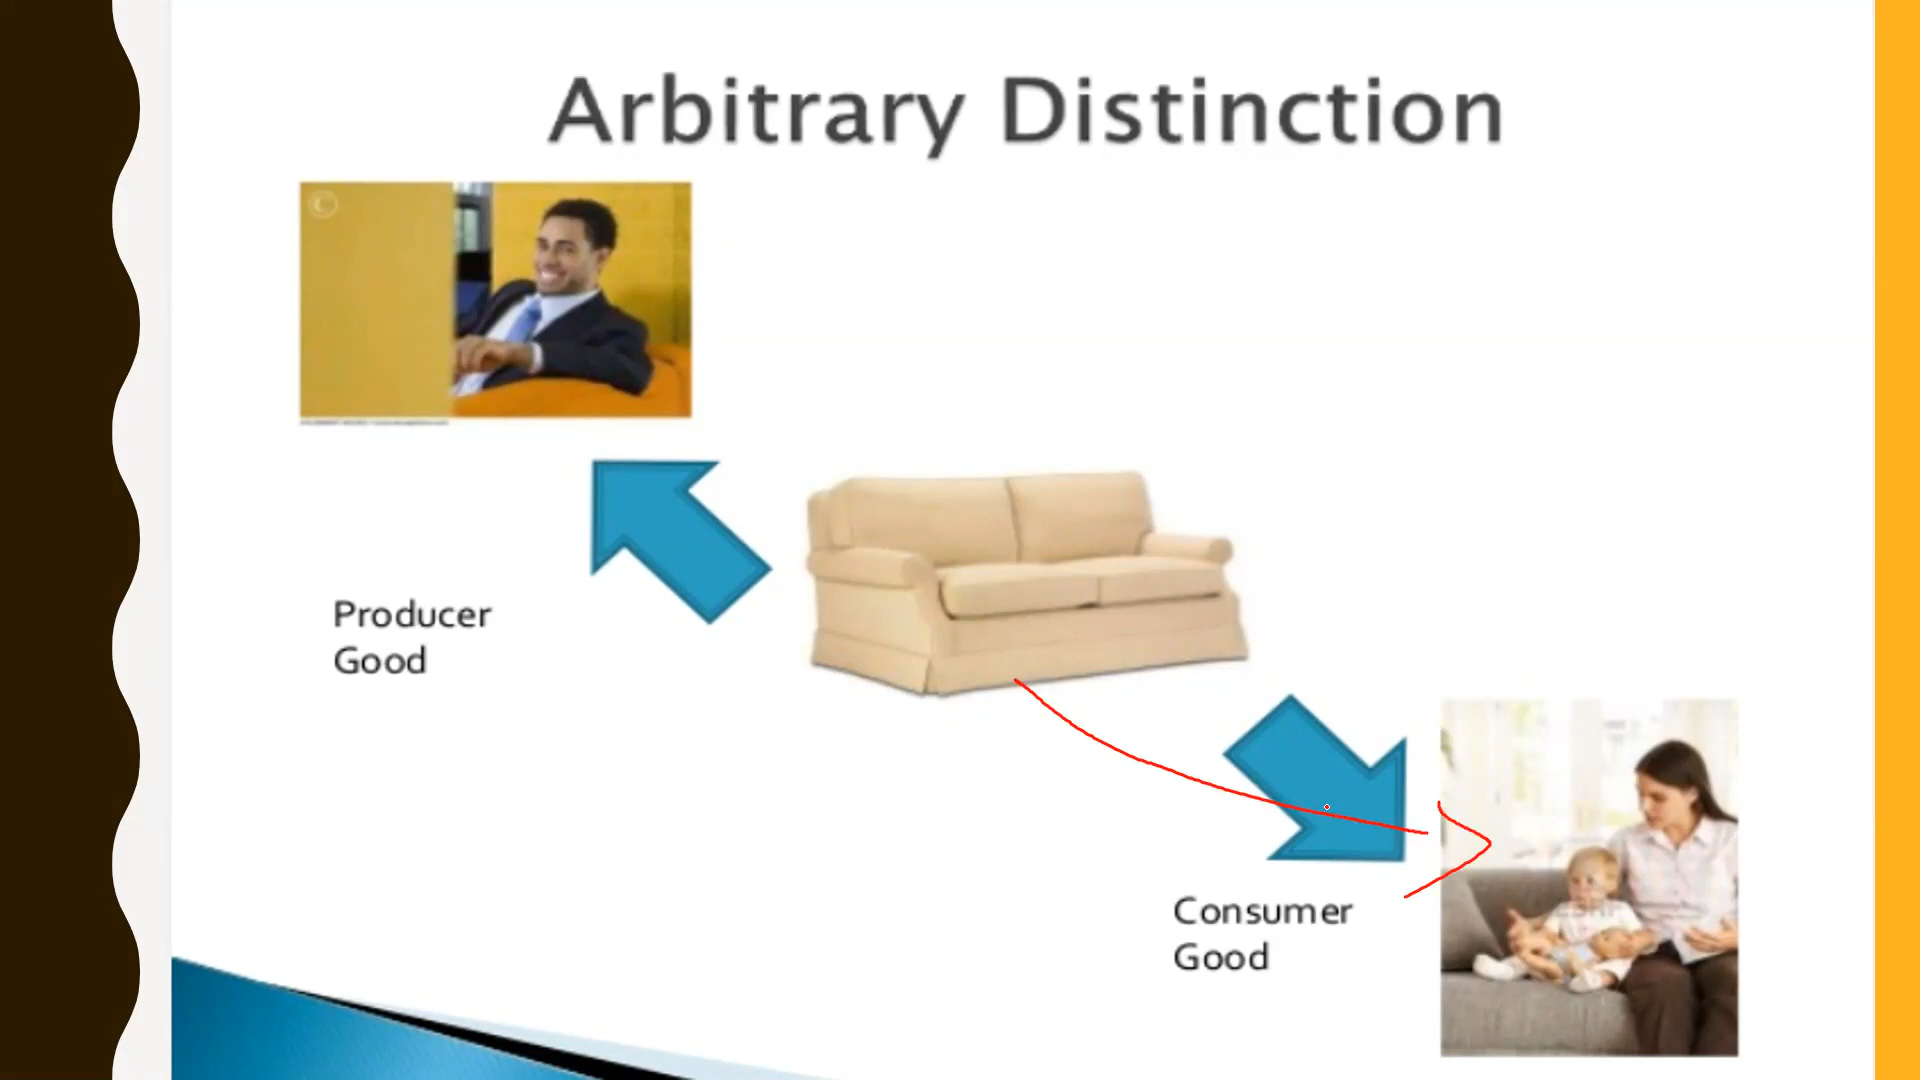 Arbitrary Distinction
Producer
Good
Consumer
Good